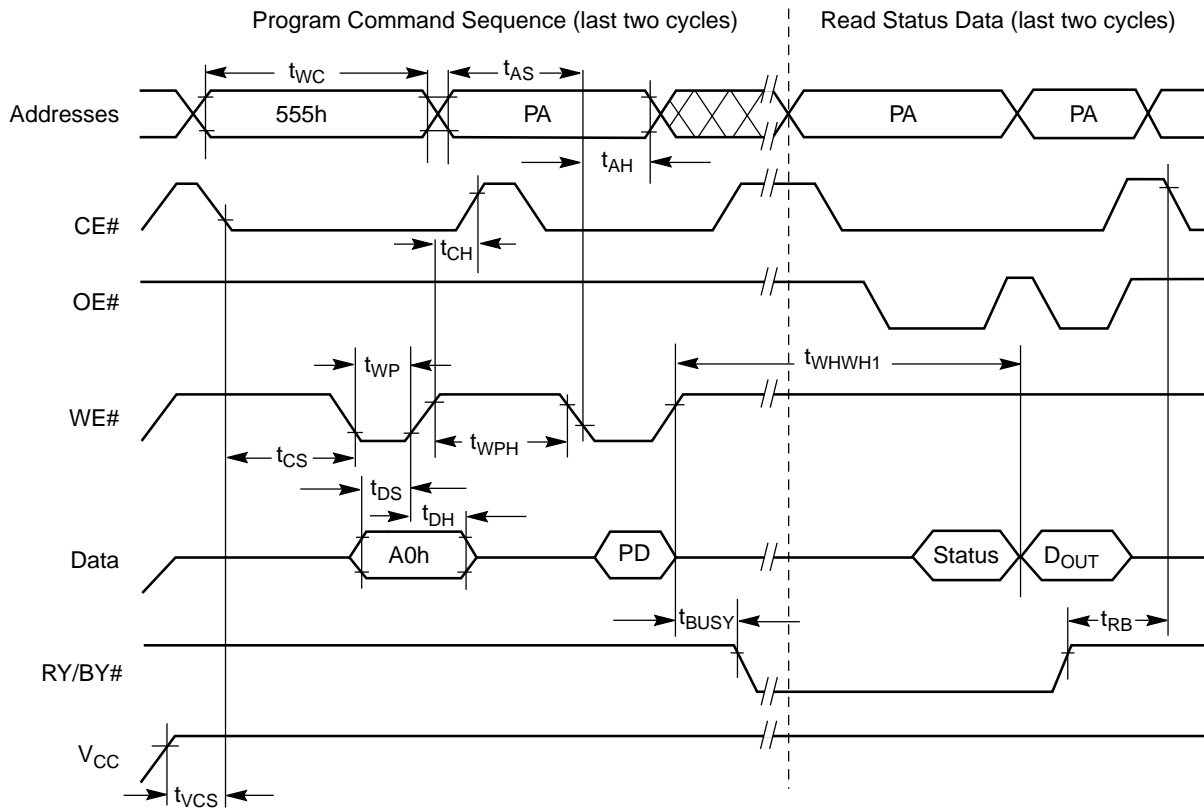 Program Command Sequence (last two cycles)
Read Status Data (last two cycles)
tWC
tAS
Addresses
555h
PA
PA
PA
tAH
CE#
tCH
OE#
tWP
tWHWH1
WE#
tCS
tWPH
tDS
tDH
Data
A0h
PD
Status
DOUT
tBUSY
tRB
RY/BY#
VCC
tVCS